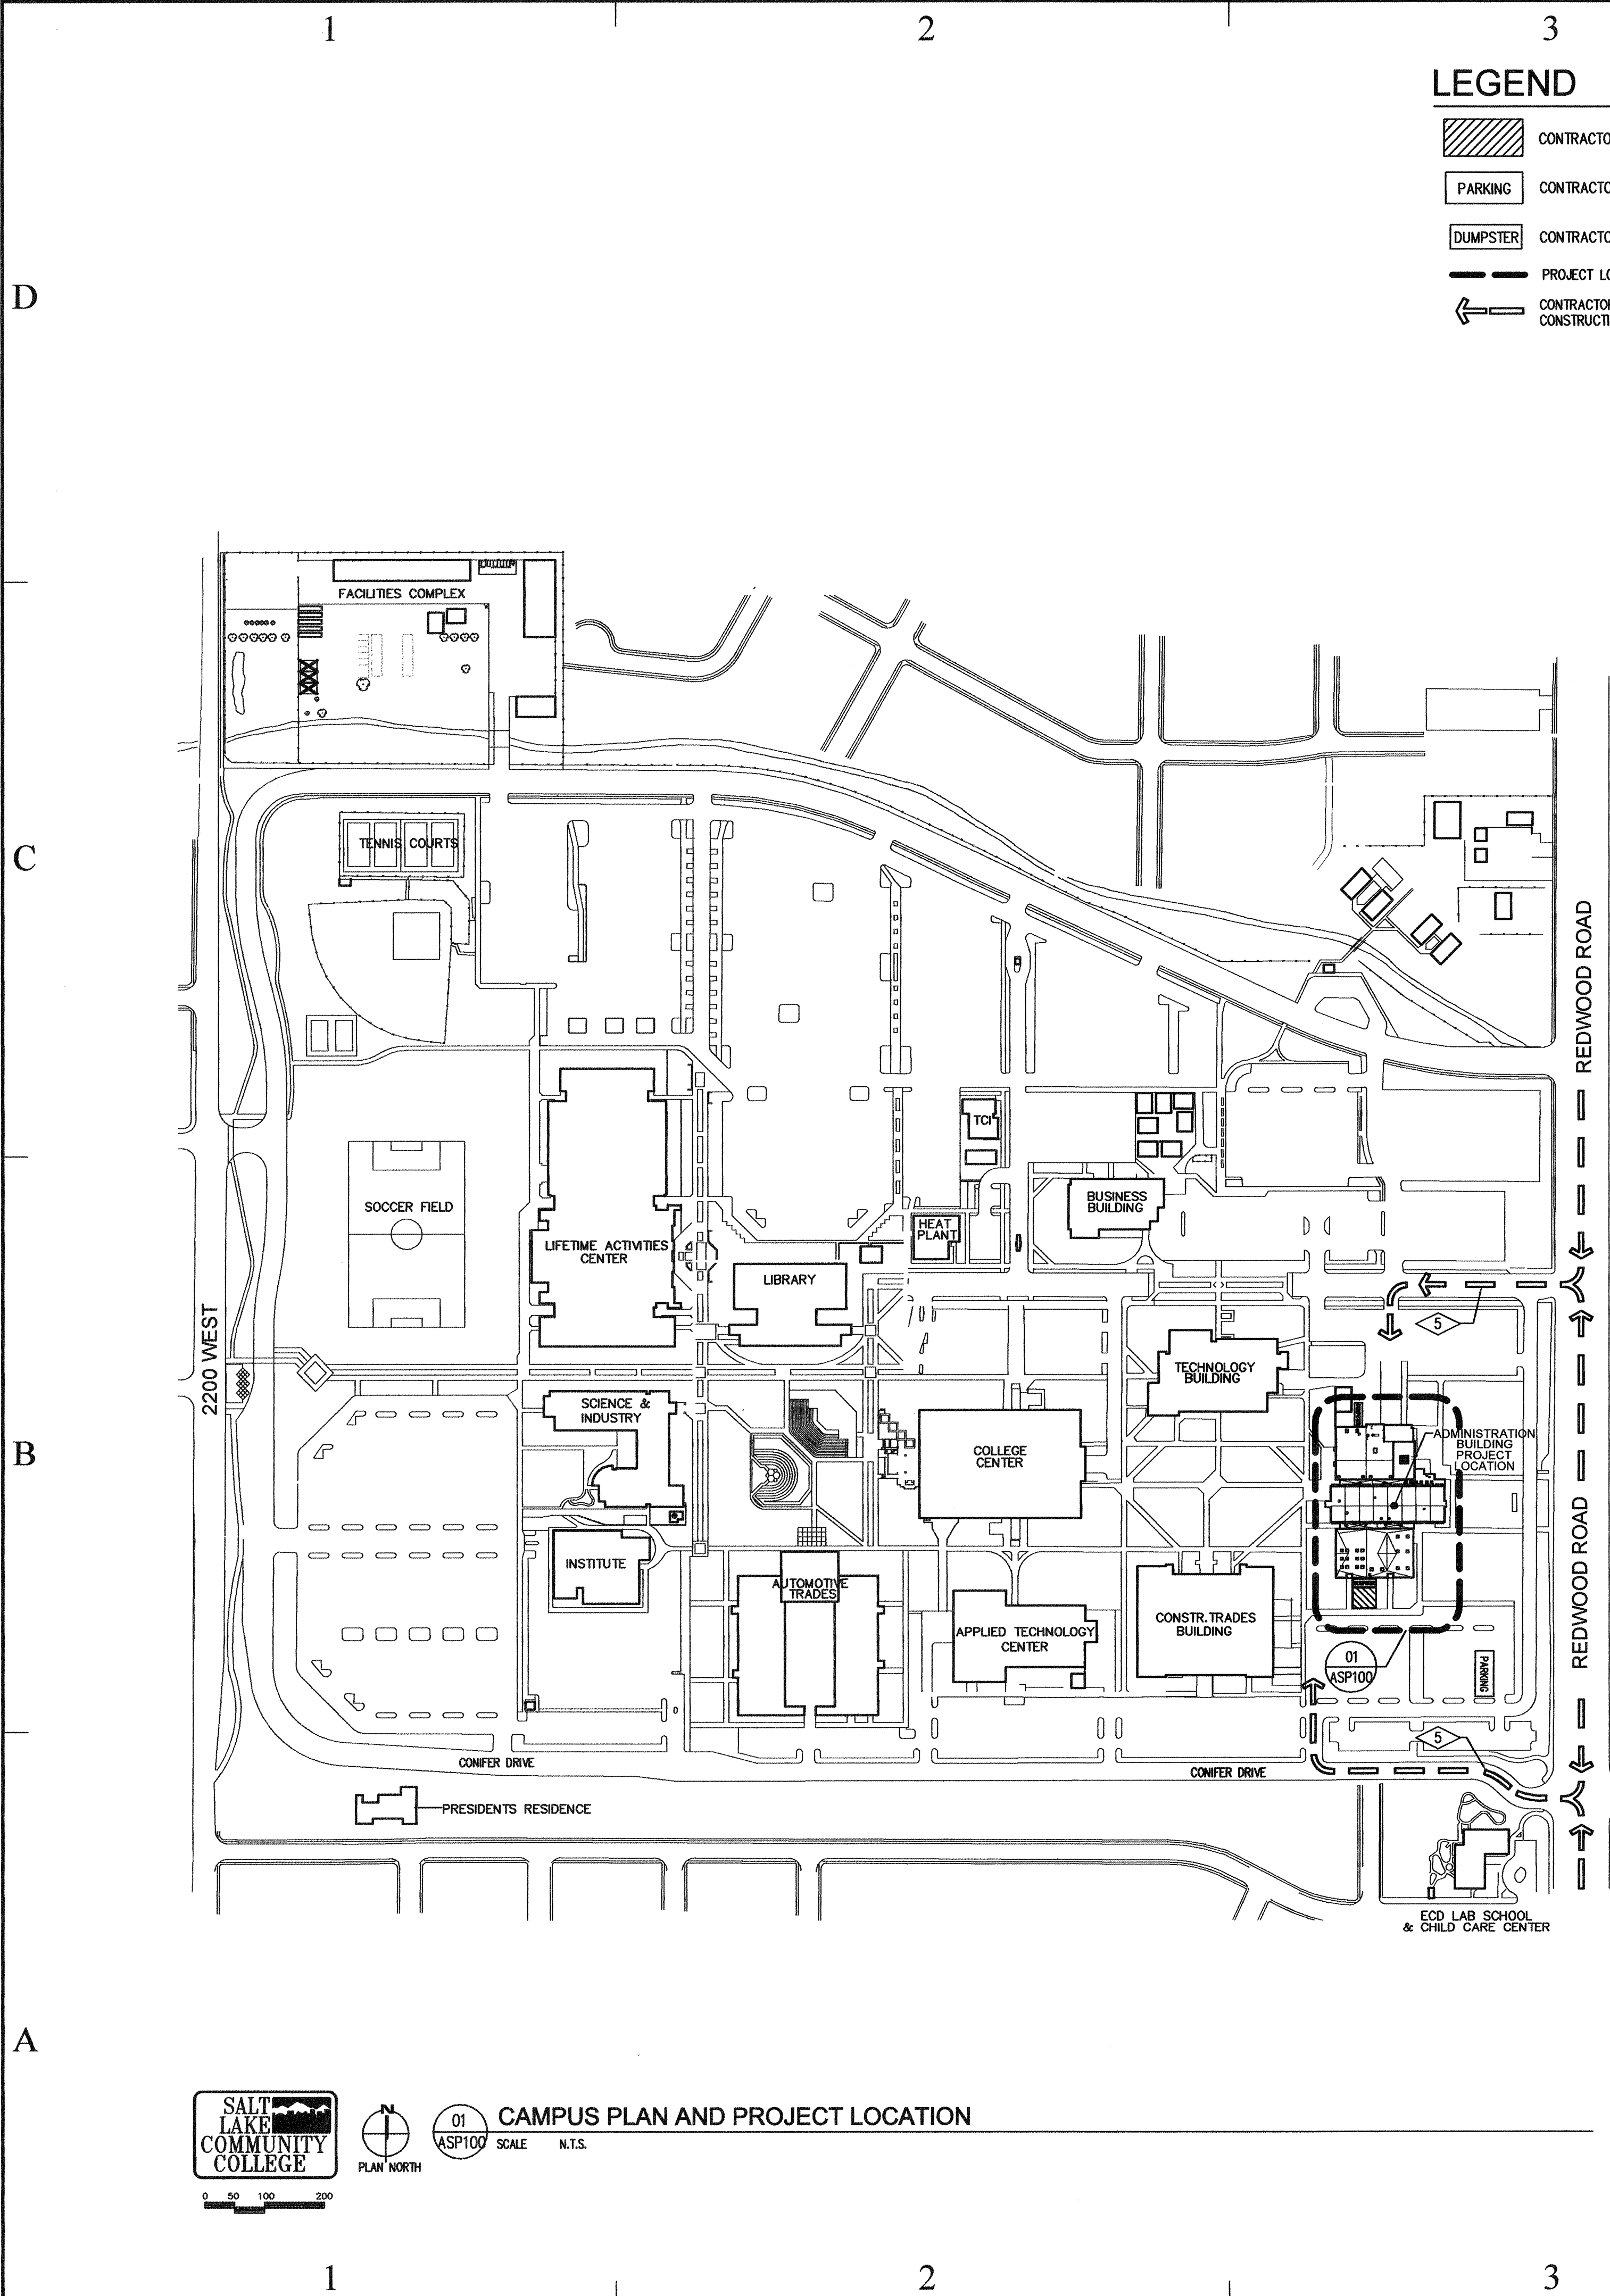 1
2
3
LEGEND
CONTRACTO
PARKING
CONTRACTO
DUMPSTER
CONTRACTO
PROJECT LO
CONTRACTOR
CONSTRUCTI
D
FACILITIES COMPLEX
TENNIS COURTS
C
REDWOOD ROAD
TCI
BUSINESS
BUILDING
SOCCER FIELD
HEAT
PLANT
LIFETIME ACTIVITIES
CENTER
LIBRARY
5
2200 WEST
TECHNOLOGY
BUILDING
SCIENCE &
INDUSTRY
B
COLLEGE
CENTER
ADMINISTRATION
BUILDING
PROJECT
LOCATION
REDWOOD ROAD
INSTITUTE
AUTOMOTIVE
TRADES
APPLIED TECHNOLOGY
CENTER
CONSTR.TRADES
BUILDING
01
ASP100
PARKING
5
CONIFER DRIVE
CONIFER DRIVE
PRESIDENTS RESIDENCE
ECD LAB SCHOOL
& CHILD CARE CENTER
A
SALT
LAKE
COMMUNITY
COLLEGE
N
PLAN NORTH
01
ASP100
CAMPUS PLAN AND PROJECT LOCATION
SCALE N.T.S.
0 50 100 200
1
2
3